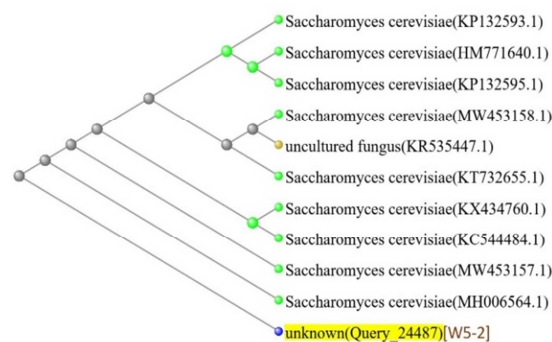 Saccharomyces cerevisiae(KP132593.1)
Saccharomyces cerevisiae(HM771640.1)
Saccharomyces cerevisiae(KP132595.1)
Saccharomyces cerevisiae(MW453158.1)
uncultured fungus(KR535447.1)
Saccharomyces cerevisiae(KT732655.1)
Saccharomyces cerevisiae(KX434760.1)
Saccharomyces cerevisiae(KC544484.1)
Saccharomyces cerevisiae(MW453157.1)
Saccharomyces cerevisiae(MH006564.1)
unknown(Query_24487)[W5-2]